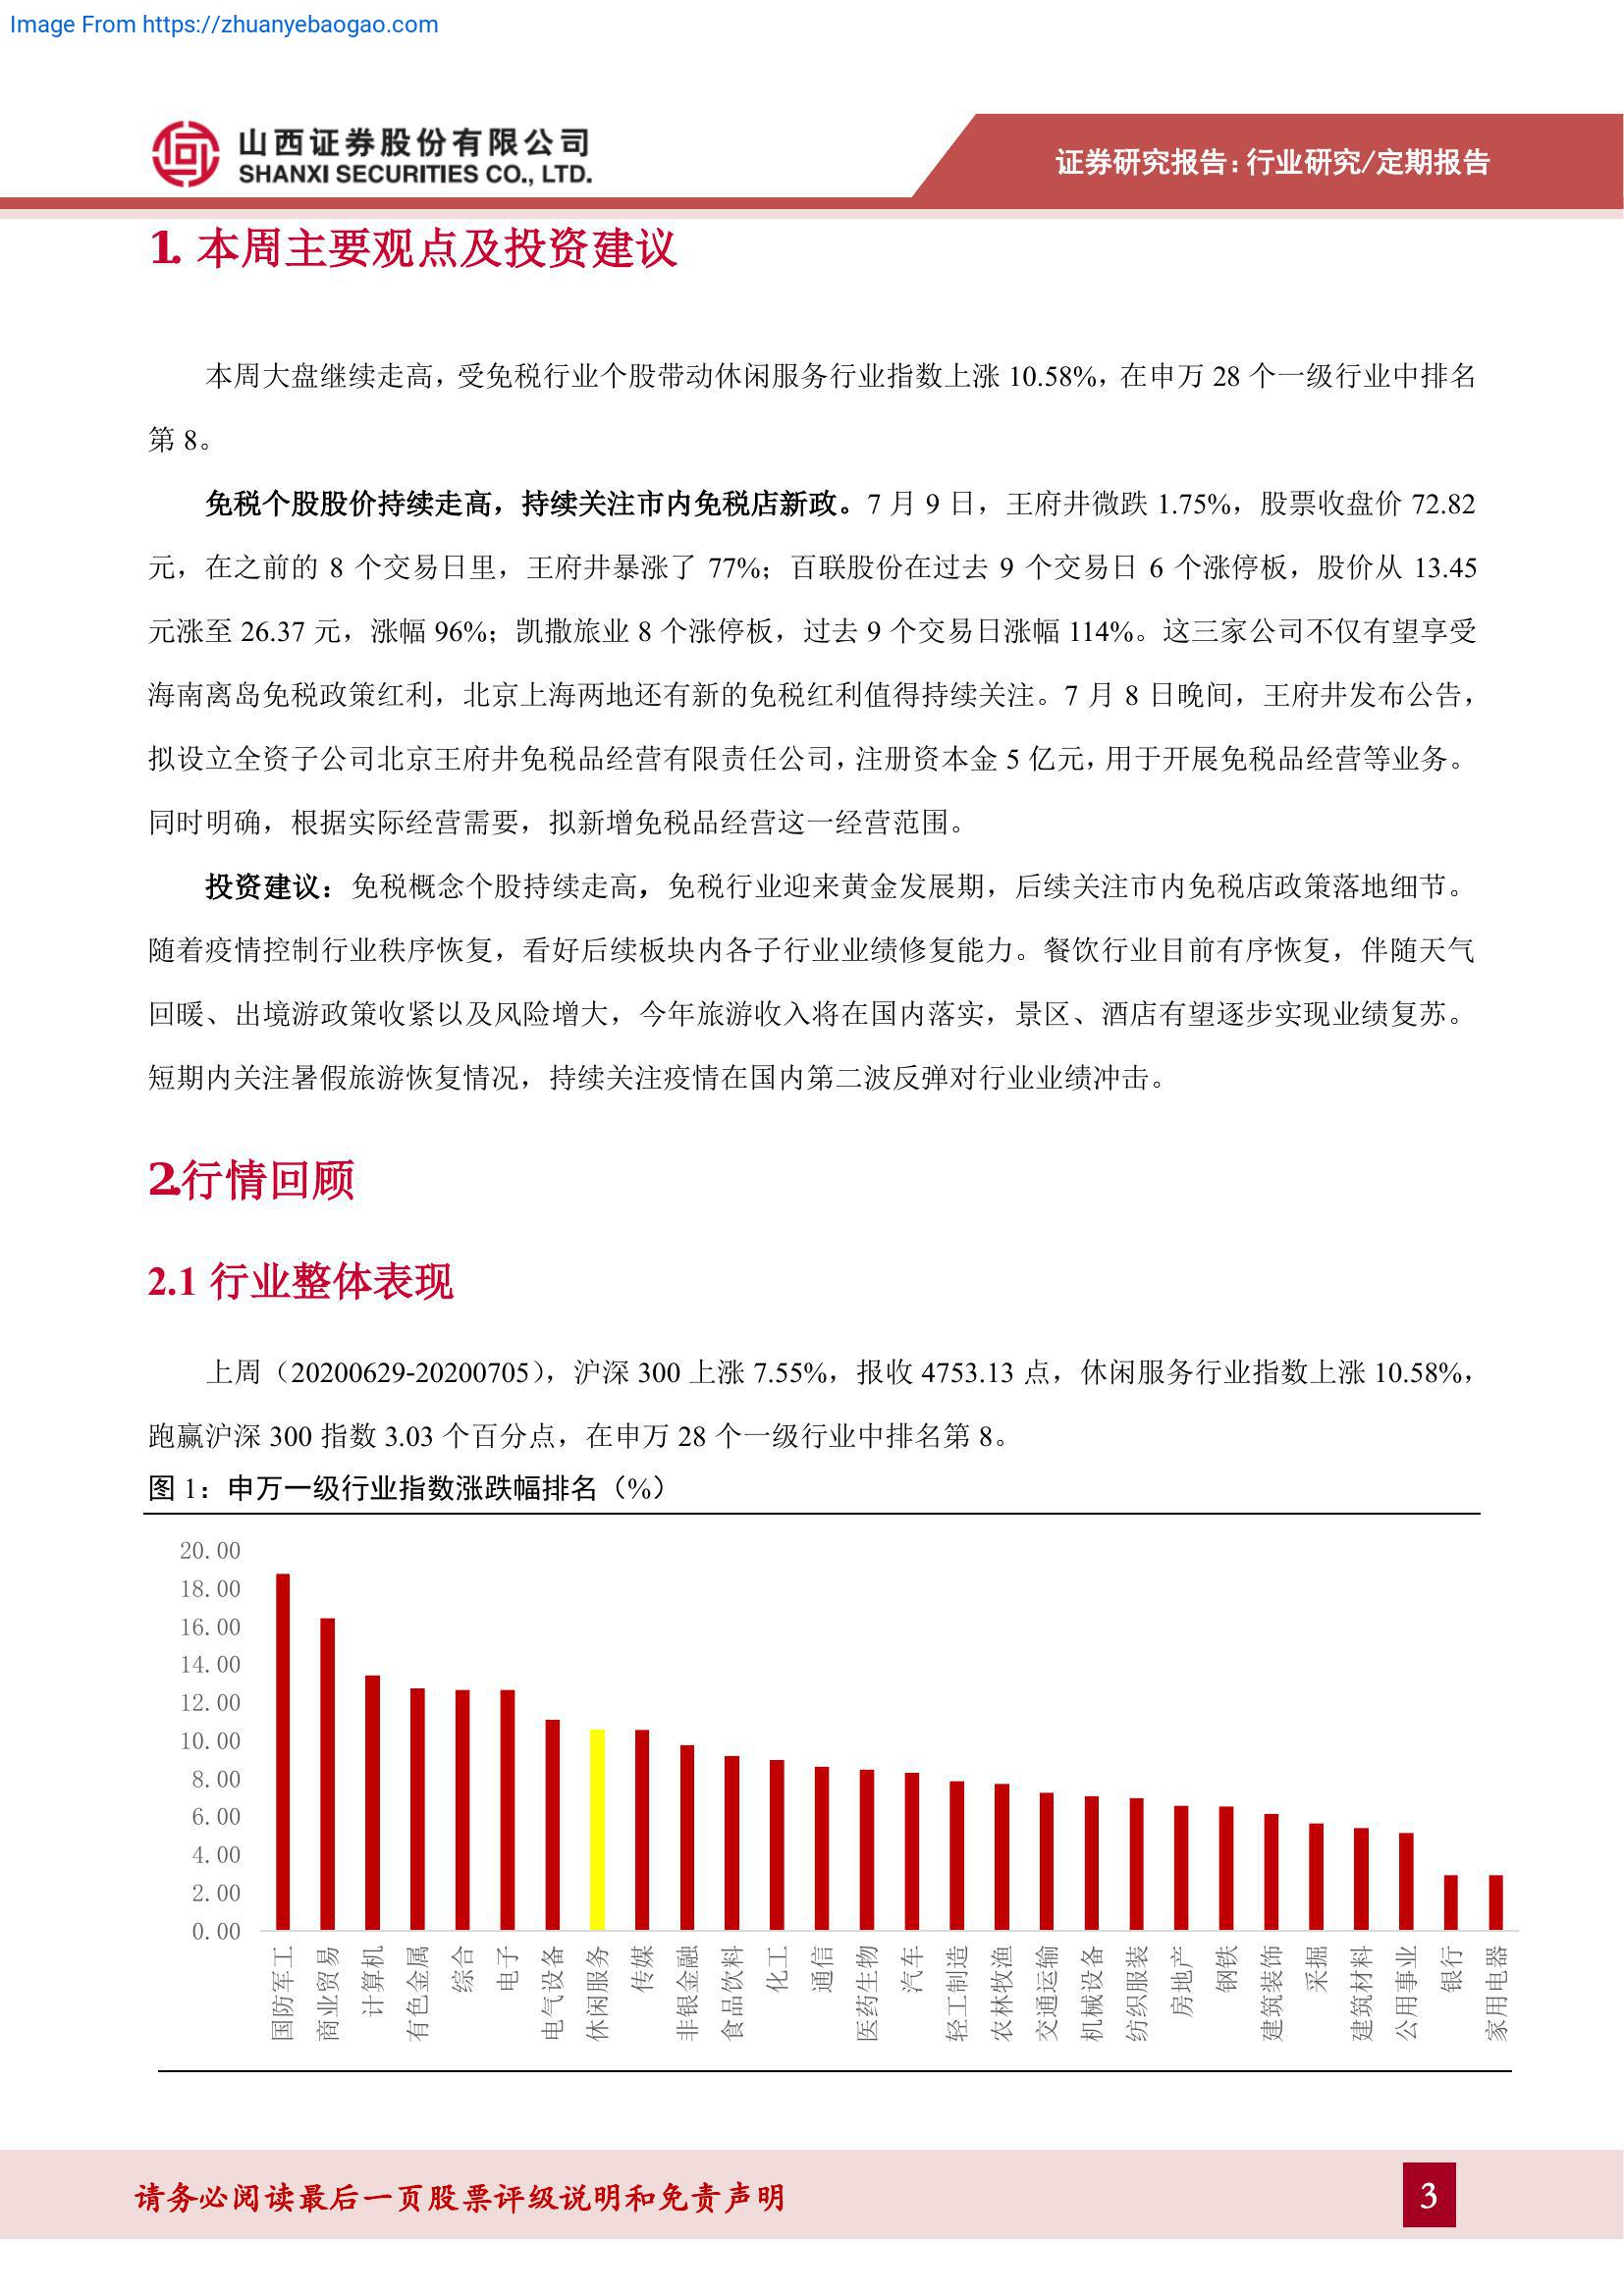 Image From https://zhuanyebaogao.com
山西证券股份有限公司
SHANXI SECURITIES CO., LTD.
证券研究报告：行业研究/定期报告
1. 本周主要观点及投资建议
本周大盘继续走高，受免税行业个股带动休闲服务行业指数上涨 10.58%，在申万 28 个一级行业中排名
第 8。
免税个股股价持续走高，持续关注市内免税店新政。7 月 9 日，王府井微跌 1.75%，股票收盘价 72.82
元，在之前的 8 个交易日里，王府井暴涨了 77%；百联股份在过去 9 个交易日 6 个涨停板，股价从 13.45
元涨至 26.37 元，涨幅 96%；凯撒旅业 8 个涨停板，过去 9 个交易日涨幅 114%。这三家公司不仅有望享受
海南离岛免税政策红利，北京上海两地还有新的免税红利值得持续关注。7 月 8 日晚间，王府井发布公告，
拟设立全资子公司北京王府井免税品经营有限责任公司，注册资本金 5 亿元，用于开展免税品经营等业务。
同时明确，根据实际经营需要，拟新增免税品经营这一经营范围。
投资建议：免税概念个股持续走高，免税行业迎来黄金发展期，后续关注市内免税店政策落地细节。
随着疫情控制行业秩序恢复，看好后续板块内各子行业业绩修复能力。餐饮行业目前有序恢复，伴随天气
回暖、出境游政策收紧以及风险增大，今年旅游收入将在国内落实，景区、酒店有望逐步实现业绩复苏。
短期内关注暑假旅游恢复情况，持续关注疫情在国内第二波反弹对行业业绩冲击。
2.行情回顾
2.1 行业整体表现
上周（20200629-20200705），沪深 300 上涨 7.55%，报收 4753.13 点，休闲服务行业指数上涨 10.58%，
跑赢沪深 300 指数 3.03 个百分点，在申万 28 个一级行业中排名第 8。
图 1：申万一级行业指数涨跌幅排名（%）
20.00
18.00
16.00
14.00
12.00
10.00
8.00
6.00
4.00
2.00
0.00
国防军工
商业贸易
计算机
有色金属
综合
电子
电气设备
休闲服务
传媒
非银金融
食品饮料
化工
通信
医药生物
汽车
轻工制造
农林牧渔
交通运输
机械设备
纺织服装
房地产
钢铁
建筑装饰
采掘
建筑材料
公用事业
银行
家用电器
请务必阅读最后一页股票评级说明和免责声明
3